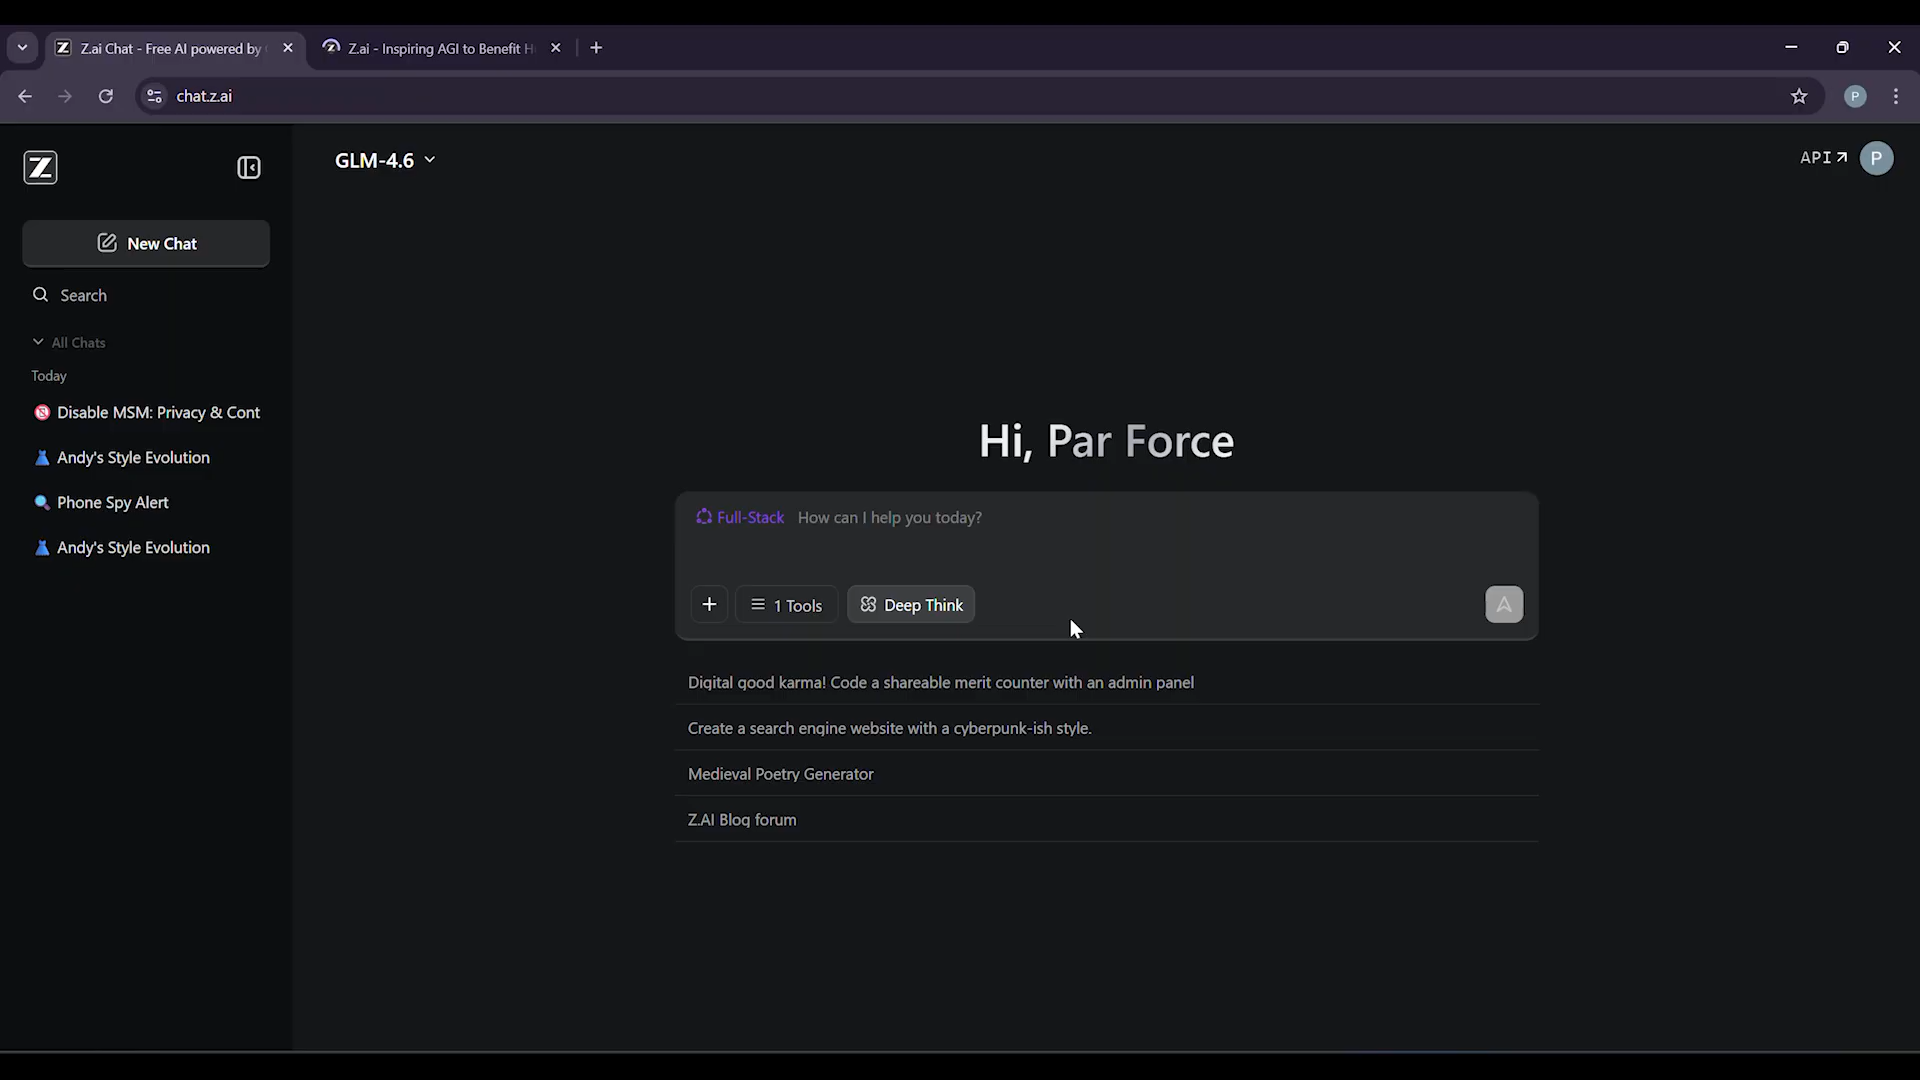 Z.ai Chat - Free AI powered by
Z.ai - Inspiring AGI to Benefit H
chat.z.ai
P
Z
GLM-4.6
API
P
New Chat
Search
All Chats
Today
Disable MSM: Privacy & Cont
Andy's Style Evolution
Phone Spy Alert
Andy's Style Evolution
Hi, Par Force
Full-Stack How can I help you today?
1 Tools
Deep Think
Digital good karma! Code a shareable merit counter with an admin panel
Create a search engine website with a cyberpunk-ish style.
Medieval Poetry Generator
Z.AI Blog forum